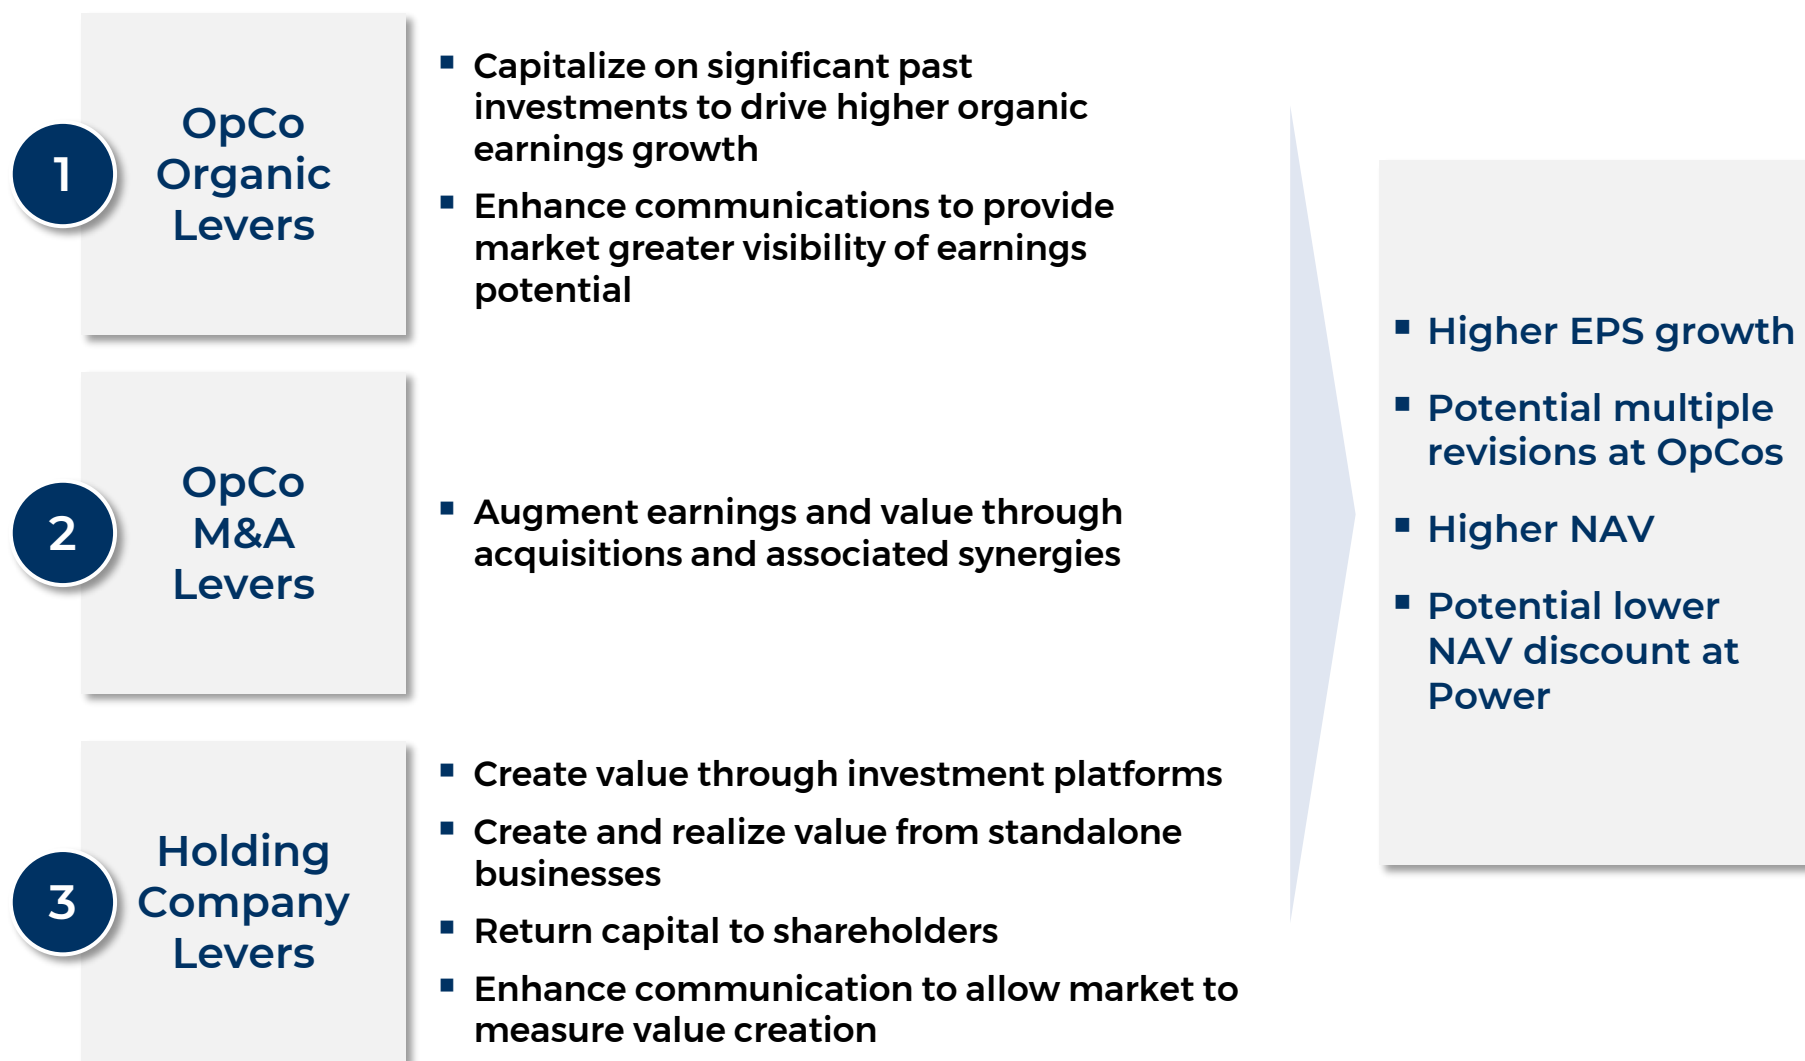 1
OpCo
Organic
Levers
▪ Capitalize on significant past
investments to drive higher organic
earnings growth
▪ Enhance communications to provide
market greater visibility of earnings
potential
2
OpCo
M&A
Levers
▪ Augment earnings and value through
acquisitions and associated synergies
3
Holding
Company
Levers
▪ Create value through investment platforms
▪ Create and realize value from standalone
businesses
▪ Return capital to shareholders
▪ Enhance communication to allow market to
measure value creation
▪ Higher EPS growth
▪ Potential multiple
revisions at OpCos
▪ Higher NAV
▪ Potential lower
NAV discount at
Power